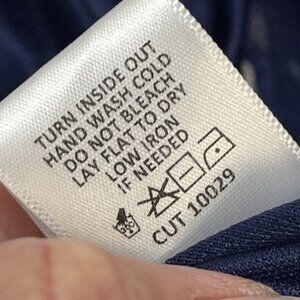 TURN INSIDE OUT
HAND WASH COLD
DO NOT BLEACH
LAY FLAT TO DRY
LOW IRON
IF NEEDED
CUT 10029